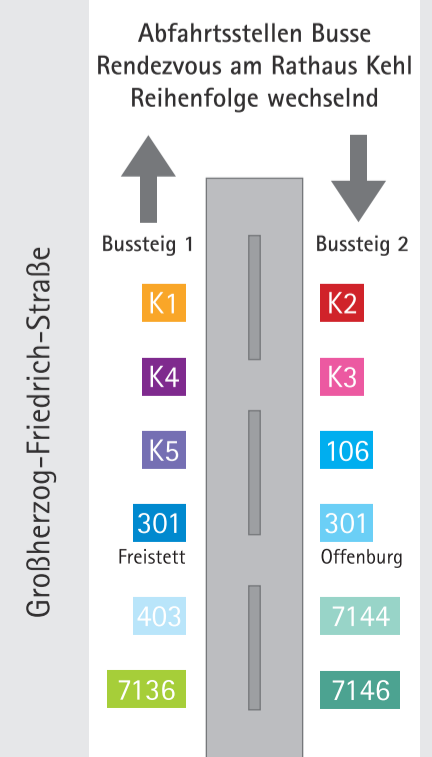 Abfahrtsstellen Busse
Rendezvous am Rathaus Kehl
Reihenfolge wechselnd
Großherzog-Friedrich-Straße
Bussteig 1
K1
K4
K5
301
Freistett
403
7136
Bussteig 2
K2
K3
106
301
Offenburg
7144
7146